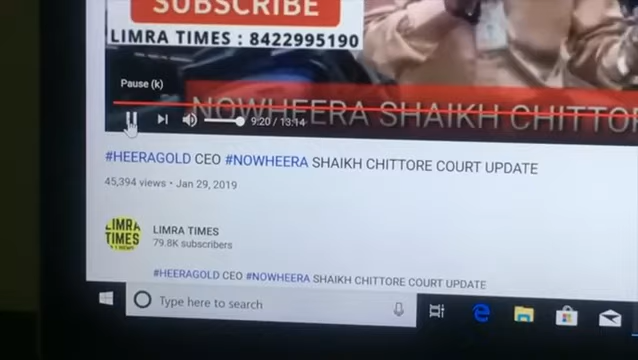 SUBSCRIBE
LIMRA TIMES : 8422995190
Pause (k)
NOWHEERA SHAIKH CHITTOR
9:20 / 13:14
#HEERAGOLD CEO #NOWHEERA SHAIKH CHITTORE COURT UPDATE
45,394 views • Jan 29, 2019
LIMRA TIMES
LIMRA TIMES
79.8K subscribers
#HEERAGOLD CEO #NOWHEERA SHAIKH CHITTORE COURT UPDATE
Type here to search